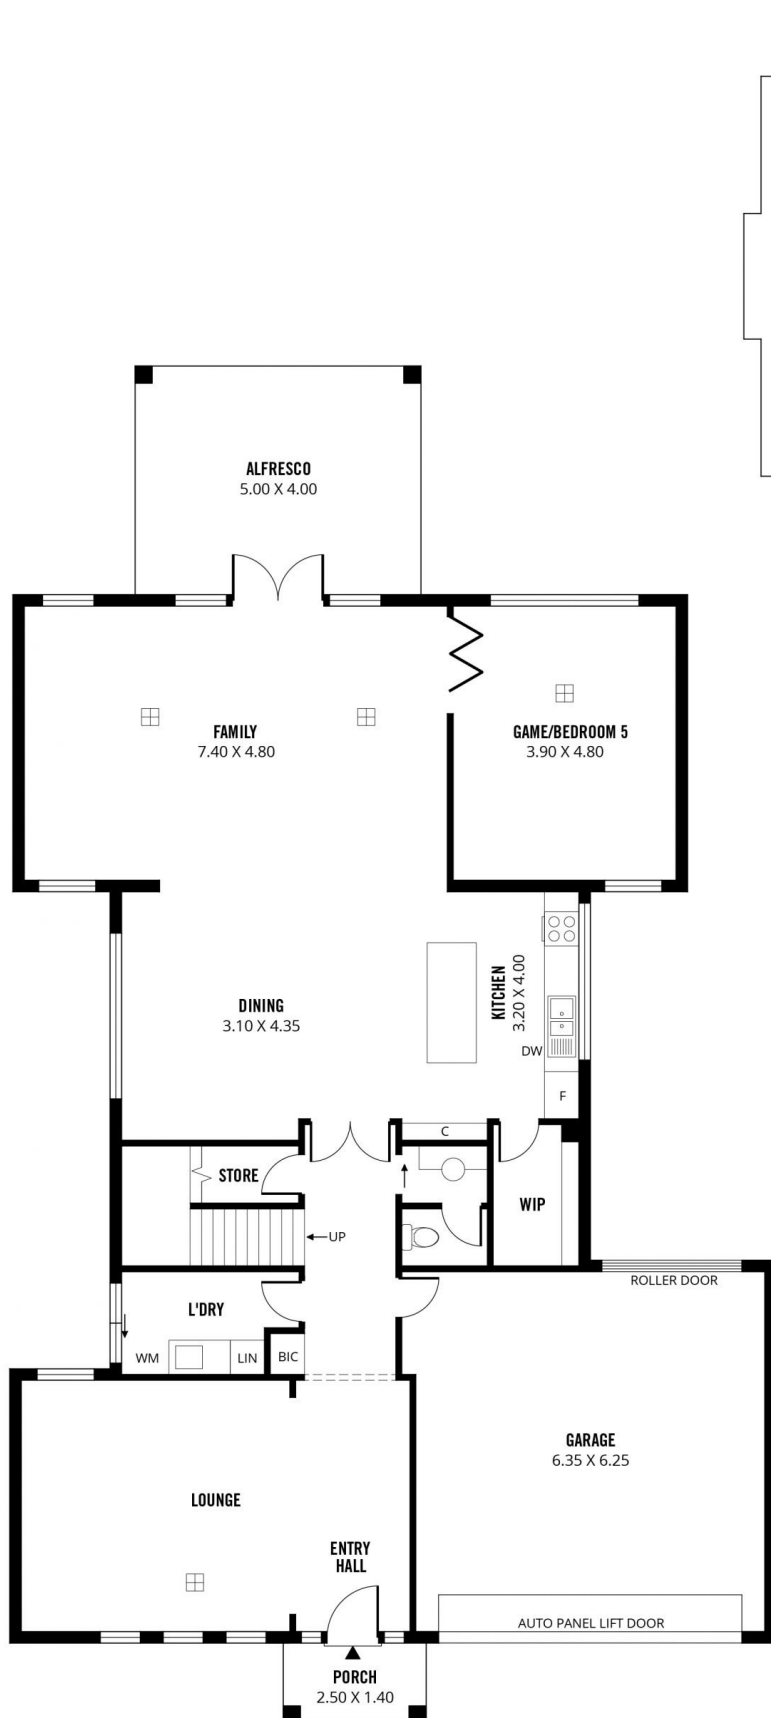 ALFRESCO
5.00 X 4.00
FAMILY
7.40 X 4.80
GAME/BEDROOM 5
3.90 X 4.80
DINING
3.10 X 4.35
KITCHEN
3.20 X 4.00
DW
F
C
STORE
WIP
UP
ROLLER DOOR
L'DRY
WM
LIN
BIC
GARAGE
6.35 X 6.25
LOUNGE
ENTRY
HALL
AUTO PANEL LIFT DOOR
PORCH
2.50 X 1.40